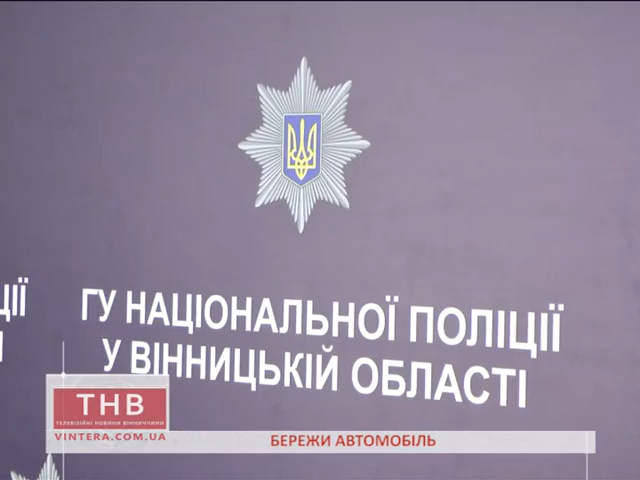 ГУ НАЦІОНАЛЬНОЇ ПОЛІЦІЇ
У ВІННИЦЬКІЙ ОБЛАСТІ
ТНВ
ТЕЛЕВІЗІЙНІ НОВИНИ ВІННИЧЧИНИ
VINTERA.COM.UA
БЕРЕЖИ АВТОМОБІЛЬ